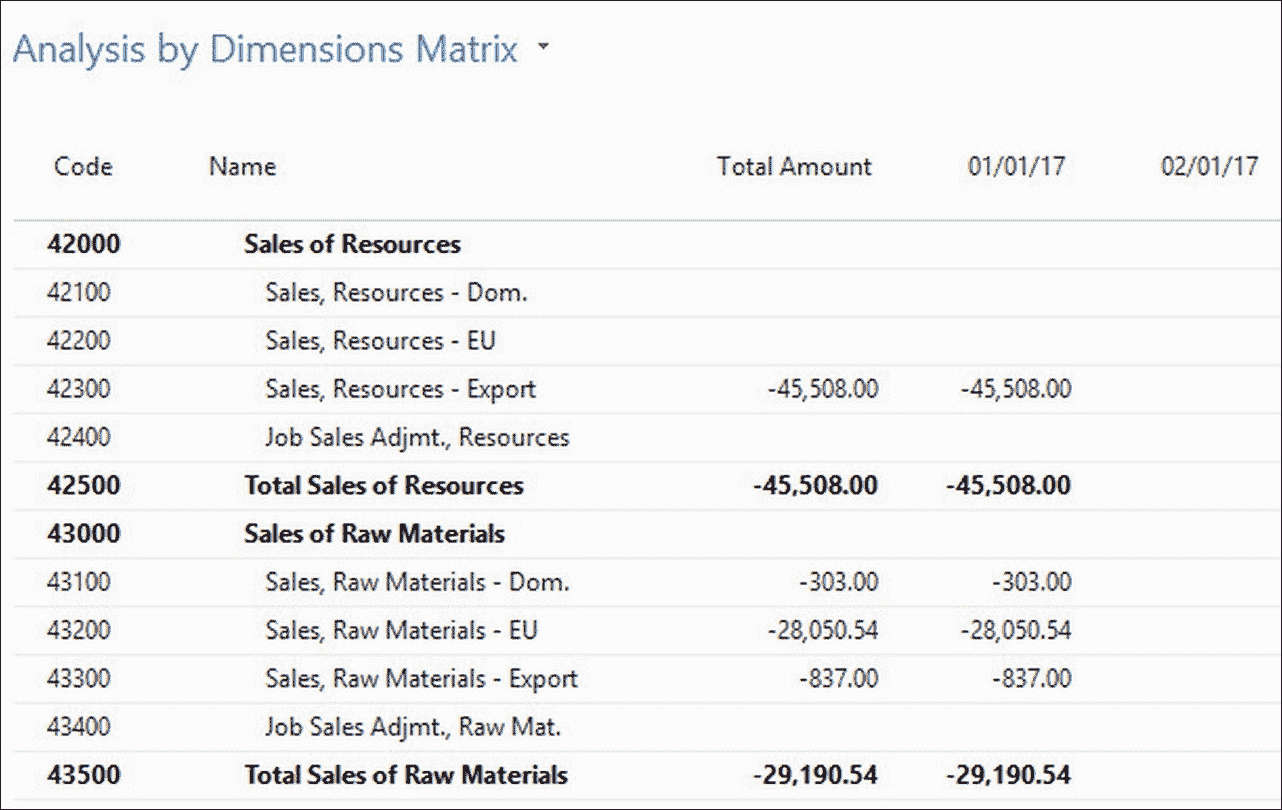 Analysis by Dimensions Matrix
Code Name Total Amount 01/01/17 02/01/17
42000 Sales of Resources
42100 Sales, Resources - Dom.
42200 Sales, Resources - EU
42300 Sales, Resources - Export -45,508.00 -45,508.00
42400 Job Sales Adjmt., Resources
42500 Total Sales of Resources -45,508.00 -45,508.00
43000 Sales of Raw Materials
43100 Sales, Raw Materials - Dom. -303.00 -303.00
43200 Sales, Raw Materials - EU -28,050.54 -28,050.54
43300 Sales, Raw Materials - Export -837.00 -837.00
43400 Job Sales Adjmt., Raw Mat.
43500 Total Sales of Raw Materials -29,190.54 -29,190.54